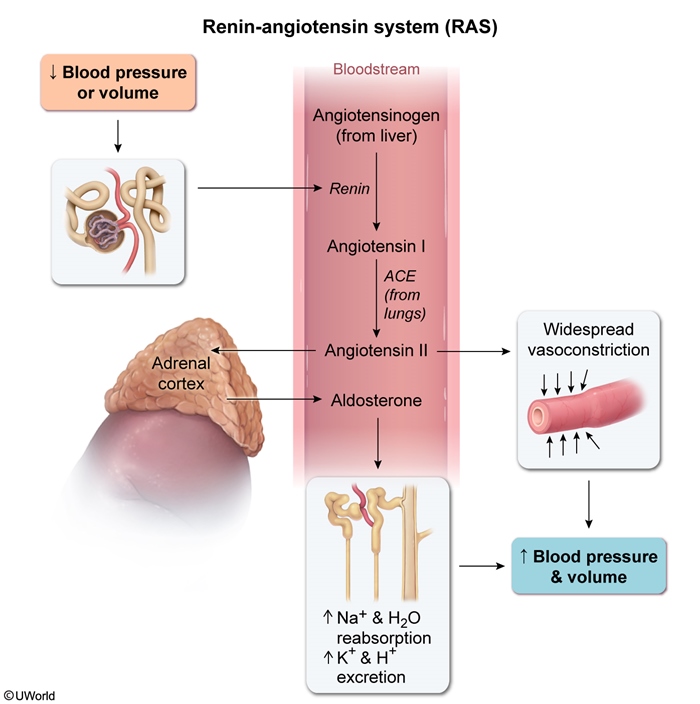 Renin-angiotensin system (RAS)
↓ Blood pressure
or volume
Bloodstream
Angiotensinogen
(from liver)
Renin
Angiotensin I
ACE
(from
lungs)
Adrenal
cortex
Angiotensin II
Widespread
vasoconstriction
Aldosterone
↑ Blood pressure
& volume
↑ Na⁺ & H₂O
reabsorption
↑ K⁺ & H⁺
excretion
©UWorld